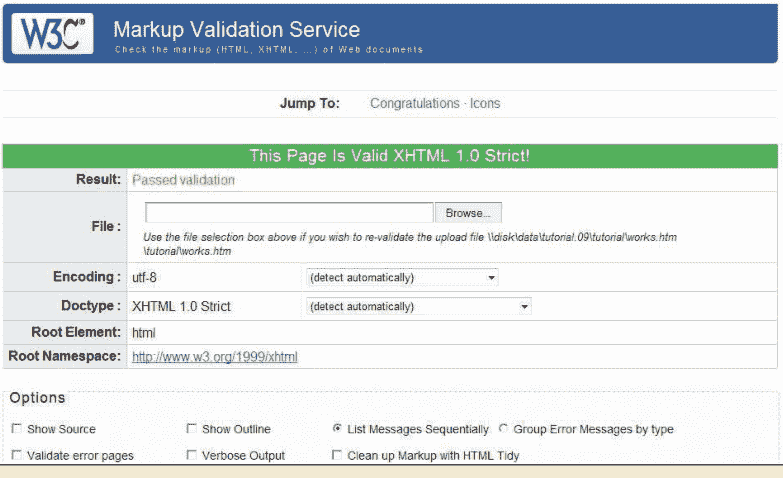 W3C® Markup Validation Service
Check the markup (HTML, XHTML, ...) of Web documents
Jump To: Congratulations · Icons
This Page Is Valid XHTML 1.0 Strict!
Result: Passed validation
File : Browse...
Use the file selection box above if you wish to re-validate the upload file \\disk\data\tutorial.09\tutorial\works.htm
\tutorial\works.htm
Encoding : utf-8 (detect automatically)
Doctype : XHTML 1.0 Strict (detect automatically)
Root Element: html
Root Namespace: http://www.w3.org/1999/xhtml
Options
Show Source Show Outline List Messages Sequentially Group Error Messages by type
Validate error pages Verbose Output Clean up Markup with HTML Tidy